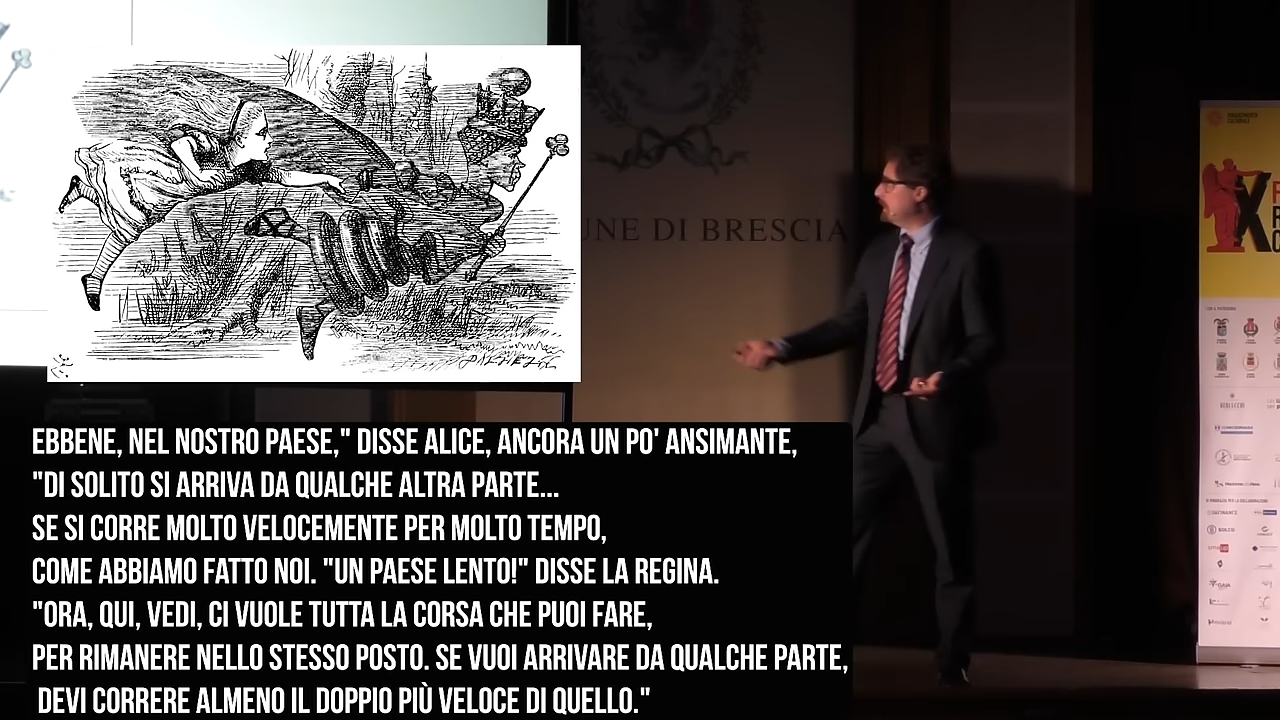 UNE DI BRESCIA
X
EBBENE, NEL NOSTRO PAESE," DISSE ALICE, ANCORA UN PO' ANSIMANTE,
"DI SOLITO SI ARRIVA DA QUALCHE ALTRA PARTE...
SE SI CORRE MOLTO VELOCEMENTE PER MOLTO TEMPO,
COME ABBIAMO FATTO NOI. "UN PAESE LENTO!" DISSE LA REGINA.
"ORA, QUI, VEDI, CI VUOLE TUTTA LA CORSA CHE PUOI FARE,
PER RIMANERE NELLO STESSO POSTO. SE VUOI ARRIVARE DA QUALCHE PARTE,
DEVI CORRERE ALMENO IL DOPPIO PIÙ VELOCE DI QUELLO."